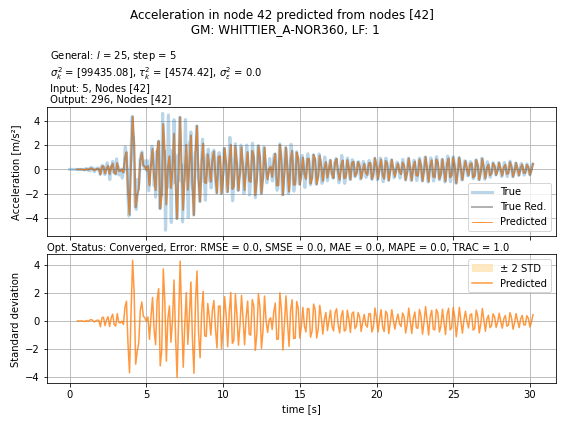 Acceleration in node 42 predicted from nodes [42]
GM: WHITTIER_A-NOR360, LF: 1
General: l = 25, step = 5
σ²ₖ = [99435.08], τ²ₖ = [4574.42], σ²_ε = 0.0
Input: 5, Nodes [42]
Output: 296, Nodes [42]
Acceleration [m/s²]
4
2
0
−2
−4
True
True Red.
Predicted
Opt. Status: Converged, Error: RMSE = 0.0, SMSE = 0.0, MAE = 0.0, MAPE = 0.0, TRAC = 1.0
Standard deviation
4
2
0
−2
−4
± 2 STD
Predicted
0 5 10 15 20 25 30
time [s]